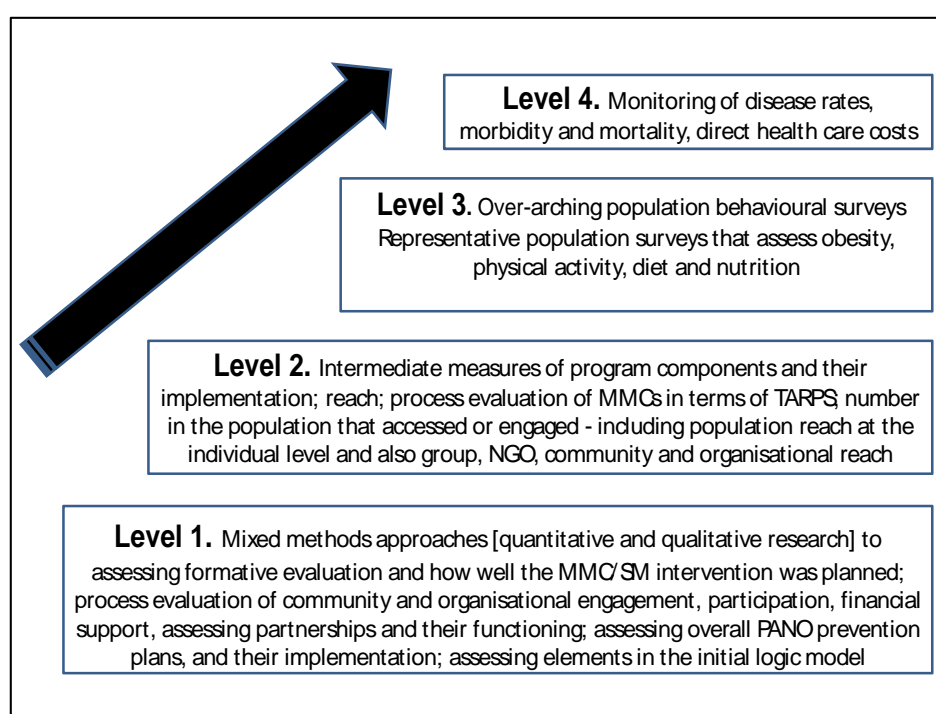 Level 4. Monitoring of disease rates,
morbidity and mortality, direct health care costs
Level 3. Over-arching population behavioural surveys
Representative population surveys that assess obesity,
physical activity, diet and nutrition
Level 2. Intermediate measures of program components and their
implementation; reach; process evaluation of MMCs in terms of TARPS; number
in the population that accessed or engaged - including population reach at the
individual level and also group, NGO, community and organisational reach
Level 1. Mixed methods approaches [quantitative and qualitative research] to
assessing formative evaluation and how well the MMC/SM intervention was planned;
process evaluation of community and organisational engagement, participation, financial
support, assessing partnerships and their functioning; assessing overall PANO prevention
plans, and their implementation; assessing elements in the initial logic model